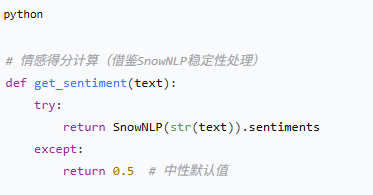 python
# 情感得分计算（借鉴SnowNLP稳定性处理）
def get_sentiment(text):
    try:
        return SnowNLP(str(text)).sentiments
    except:
        return 0.5  # 中性默认值